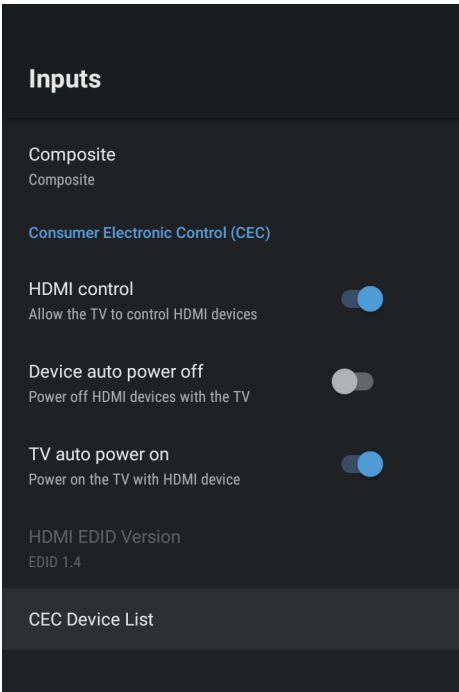 Inputs
Composite
Composite
Consumer Electronic Control (CEC)
HDMI control
Allow the TV to control HDMI devices
Device auto power off
Power off HDMI devices with the TV
TV auto power on
Power on the TV with HDMI device
HDMI EDID Version
EDID 1.4
CEC Device List